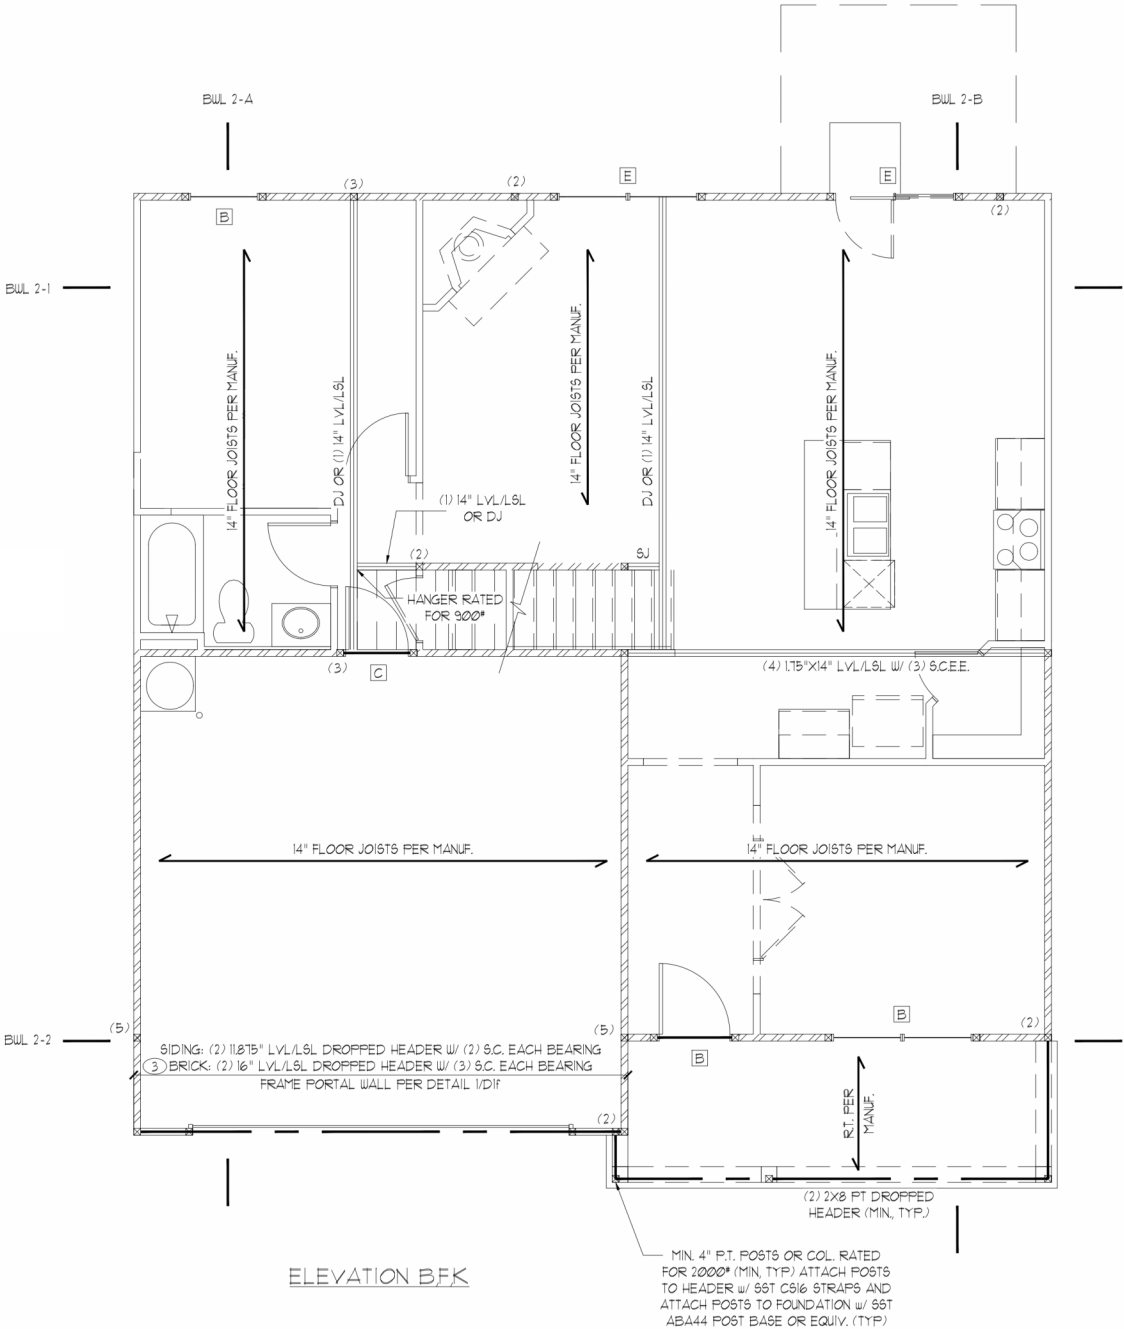 BWL 2-A
BWL 2-B
(3)
(2)
E
E
B
(2)
BWL 2-1
14" FLOOR JOISTS PER MANUF.
DJ OR (1) 14" LVL/LSL
14" FLOOR JOISTS PER MANUF.
DJ OR (1) 14" LVL/LSL
14" FLOOR JOISTS PER MANUF.
(1) 14" LVL/LSL
OR DJ
(2)
SJ
HANGER RATED
FOR 900#
(3)
C
(4) 1.75"X14" LVL/LSL W/ (3) S.C.E.E.
14" FLOOR JOISTS PER MANUF.
14" FLOOR JOISTS PER MANUF.
B
(5)
(5)
(2)
BWL 2-2
SIDING: (2) 11.875" LVL/LSL DROPPED HEADER W/ (2) S.C. EACH BEARING
3 BRICK: (2) 16" LVL/LSL DROPPED HEADER W/ (3) S.C. EACH BEARING
FRAME PORTAL WALL PER DETAIL 1/D1f
B
R.T. PER
MANUF.
(2)
(2) 2X8 PT DROPPED
HEADER (MIN., TYP.)
MIN. 4" P.T. POSTS OR COL. RATED
FOR 2000# (MIN, TYP) ATTACH POSTS
TO HEADER w/ SST CS16 STRAPS AND
ATTACH POSTS TO FOUNDATION w/ SST
ABA44 POST BASE OR EQUIV. (TYP)
ELEVATION B,F,K